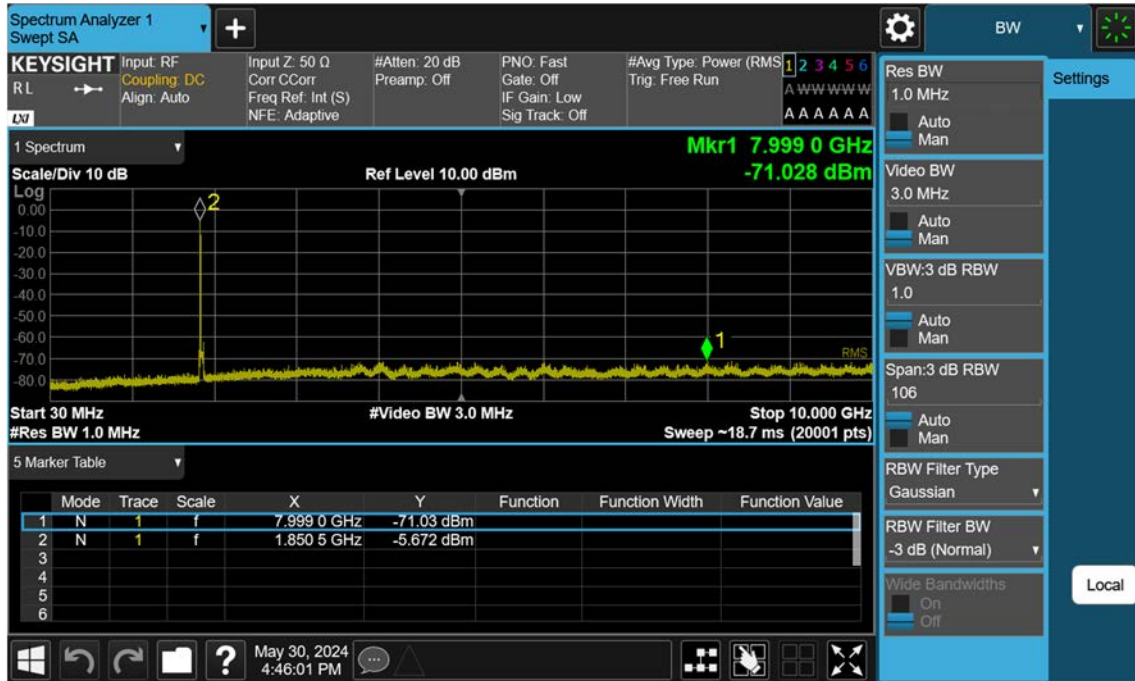 Spectrum Analyzer 1
Swept SA
+
BW
KEYSIGHT
RL
LXI
Input: RF
Coupling: DC
Align: Auto
Input Z: 50 Ω
Corr CCorr
Freq Ref: Int (S)
NFE: Adaptive
#Atten: 20 dB
Preamp: Off
PNO: Fast
Gate: Off
IF Gain: Low
Sig Track: Off
#Avg Type: Power (RMS
Trig: Free Run
1 2 3 4 5 6
A W W W W W
A A A A A A
1 Spectrum
Mkr1 7.999 0 GHz
Scale/Div 10 dB
Ref Level 10.00 dBm
-71.028 dBm
Log
0.00
-10.0
-20.0
-30.0
-40.0
-50.0
-60.0
-70.0
-80.0
2
1
RMS
Start 30 MHz
#Video BW 3.0 MHz
Stop 10.000 GHz
#Res BW 1.0 MHz
Sweep ~18.7 ms (20001 pts)
5 Marker Table
Mode Trace Scale X Y Function Function Width Function Value
1 N 1 f 7.999 0 GHz -71.03 dBm
2 N 1 f 1.850 5 GHz -5.672 dBm
3
4
5
6
May 30, 2024
4:46:01 PM
?
Res BW
1.0 MHz
Auto
Man
Video BW
3.0 MHz
Auto
Man
VBW:3 dB RBW
1.0
Auto
Man
Span:3 dB RBW
106
Auto
Man
RBW Filter Type
Gaussian
RBW Filter BW
-3 dB (Normal)
Wide Bandwidths
On
Off
Settings
Local